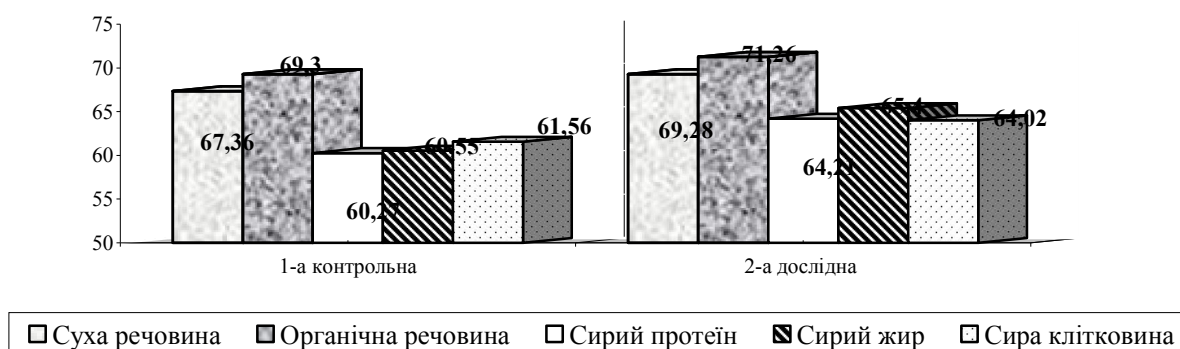 75
70
65
60
55
50
67,36
69,3
60,27
60,55
61,56
69,28
71,26
64,21
65,4
64,02
1-а контрольна
2-а дослідна
Суха речовина
Органічна речовина
Сирий протеїн
Сирий жир
Сира клітковина